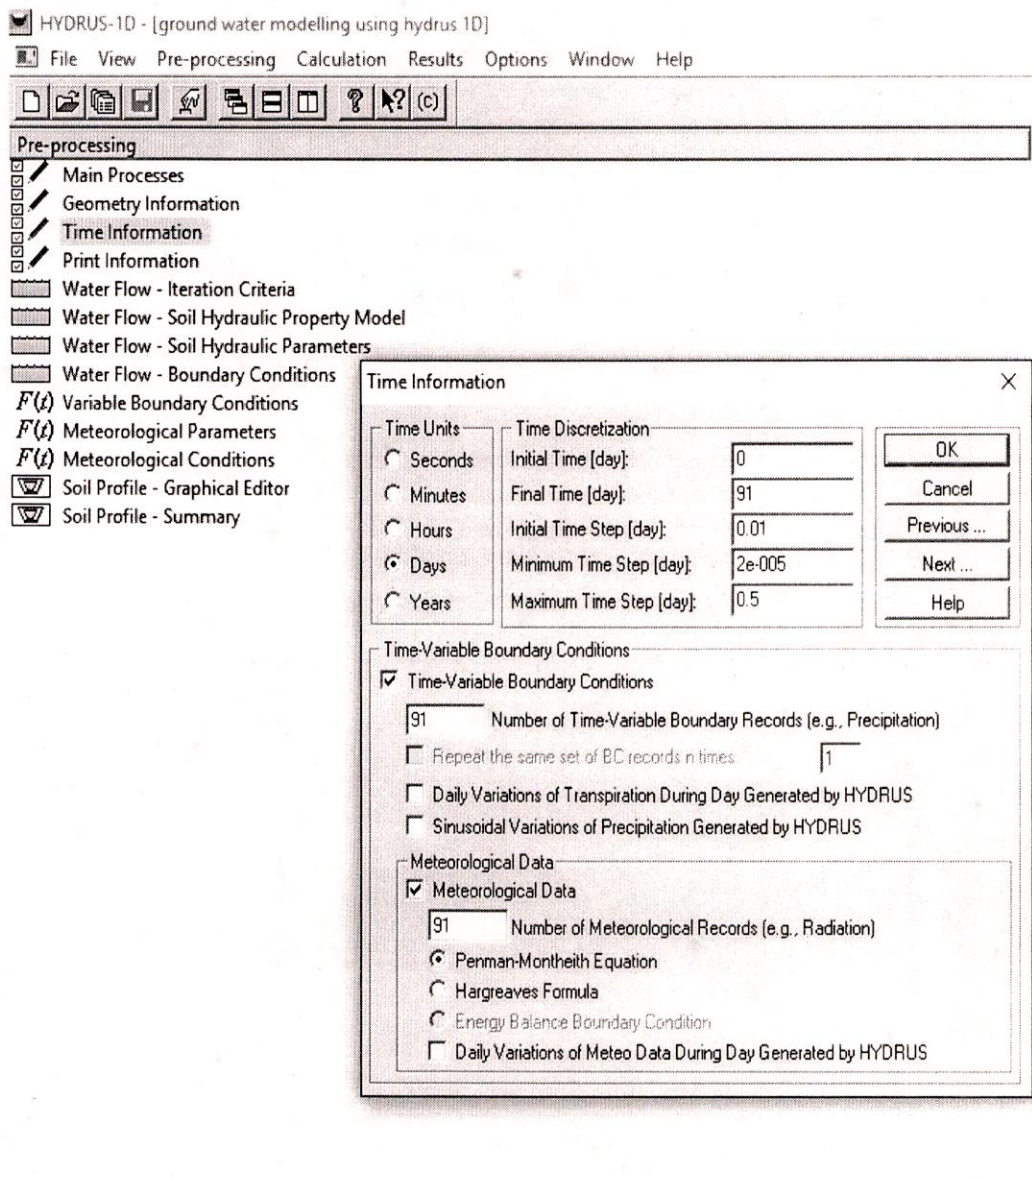 HYDRUS-1D - [ground water modelling using hydrus 1D]
File View Pre-processing Calculation Results Options Window Help
? ? (c)
Pre-processing
Main Processes
Geometry Information
Time Information
Print Information
Water Flow - Iteration Criteria
Water Flow - Soil Hydraulic Property Model
Water Flow - Soil Hydraulic Parameters
Water Flow - Boundary Conditions
F(t) Variable Boundary Conditions
F(t) Meteorological Parameters
F(t) Meteorological Conditions
Soil Profile - Graphical Editor
Soil Profile - Summary
Time Information
Time Units
Seconds
Minutes
Hours
Days
Years
Time Discretization
Initial Time [day]: 0
Final Time [day]: 91
Initial Time Step [day]: 0.01
Minimum Time Step [day]: 2e-005
Maximum Time Step [day]: 0.5
OK
Cancel
Previous ...
Next ...
Help
Time-Variable Boundary Conditions
Time-Variable Boundary Conditions
91 Number of Time-Variable Boundary Records (e.g., Precipitation)
Repeat the same set of BC records n times 1
Daily Variations of Transpiration During Day Generated by HYDRUS
Sinusoidal Variations of Precipitation Generated by HYDRUS
Meteorological Data
Meteorological Data
91 Number of Meteorological Records (e.g., Radiation)
Penman-Montheith Equation
Hargreaves Formula
Energy Balance Boundary Condition
Daily Variations of Meteo Data During Day Generated by HYDRUS